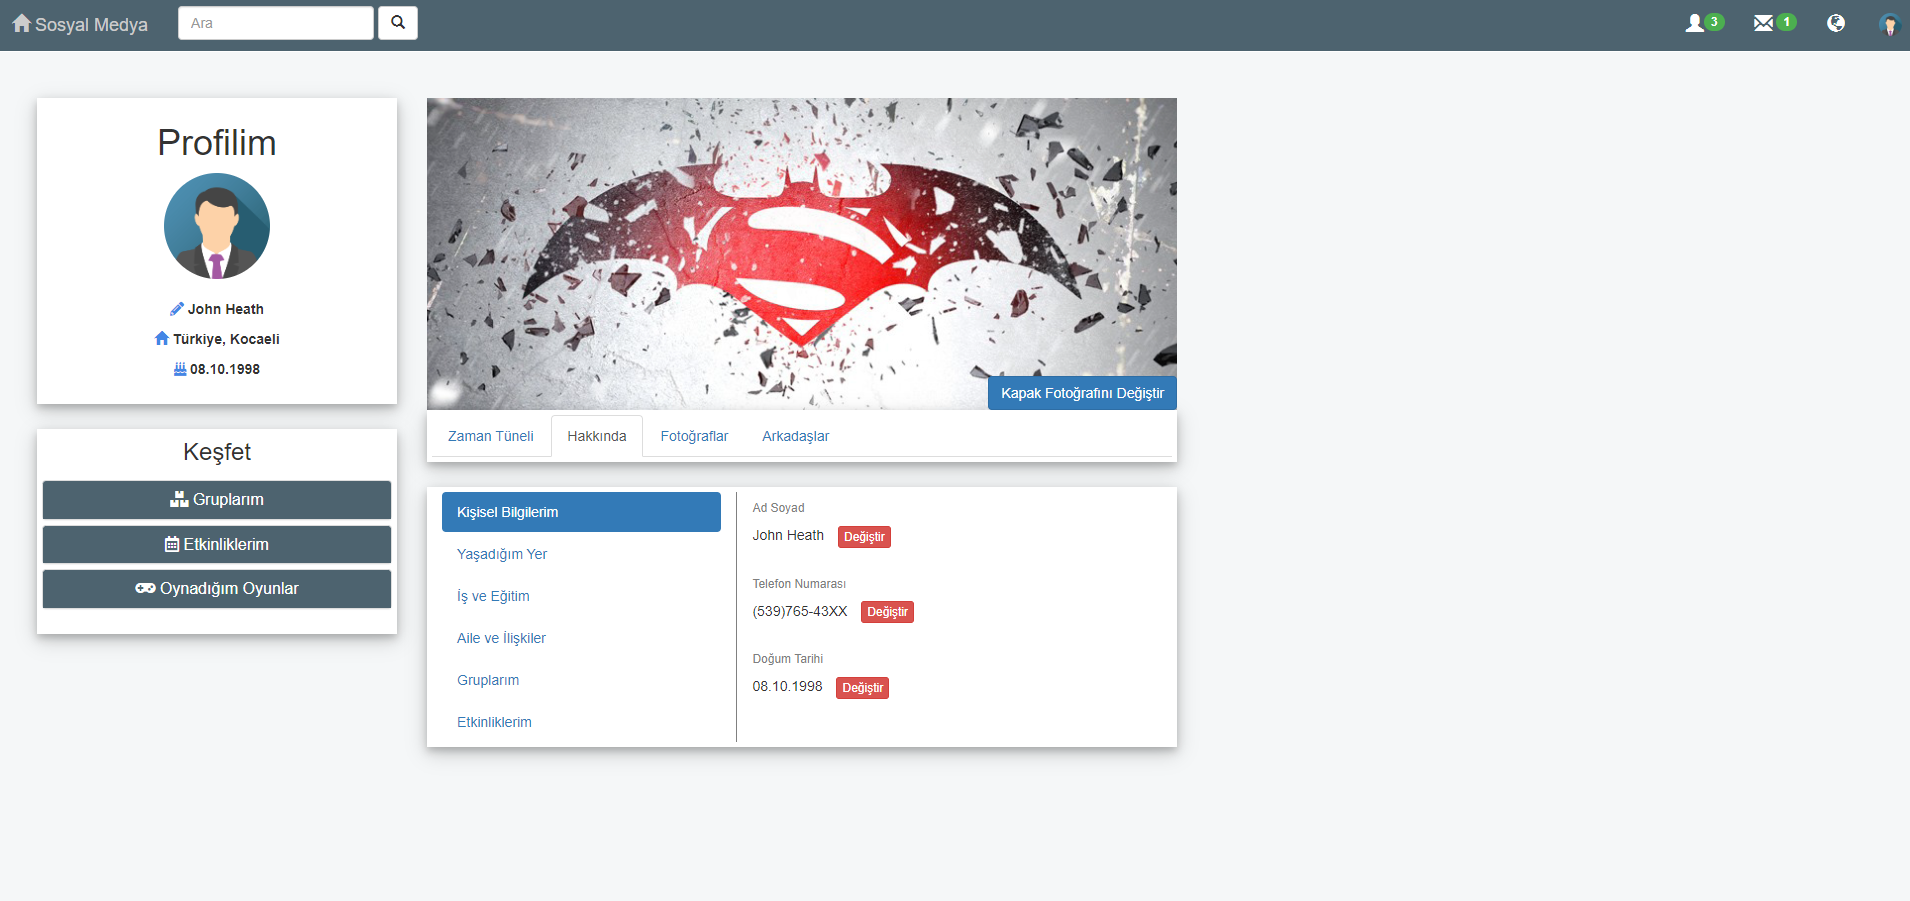 Sosyal Medya
Ara
3
1
Profilim
John Heath
Türkiye, Kocaeli
08.10.1998
Keşfet
Gruplarım
Etkinliklerim
Oynadığım Oyunlar
Kapak Fotoğrafını Değiştir
Zaman Tüneli
Hakkında
Fotoğraflar
Arkadaşlar
Kişisel Bilgilerim
Yaşadığım Yer
İş ve Eğitim
Aile ve İlişkiler
Gruplarım
Etkinliklerim
Ad Soyad
John Heath Değiştir
Telefon Numarası
(539)765-43XX Değiştir
Doğum Tarihi
08.10.1998 Değiştir